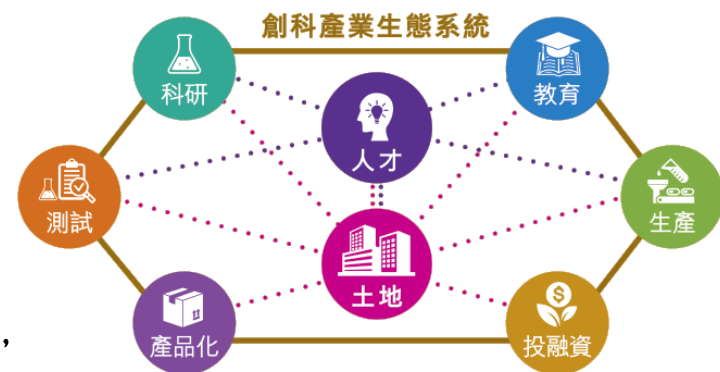 創科產業生態系統
科研
教育
人才
測試
生產
土地
產品化
投融資
，